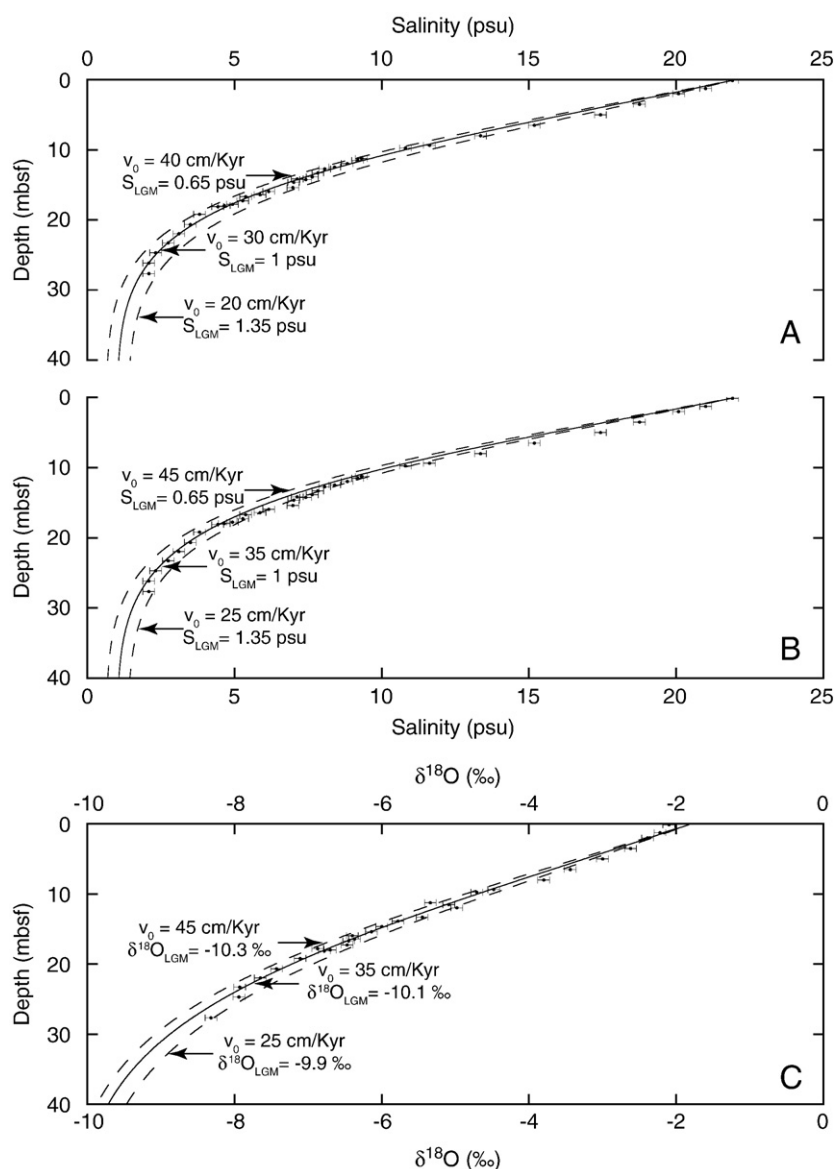 Salinity (psu)
0 5 10 15 20 25
0
10
20
30
40
Depth (mbsf)
v0 = 40 cm/Kyr
SLGM= 0.65 psu
v0 = 30 cm/Kyr
SLGM= 1 psu
v0 = 20 cm/Kyr
SLGM= 1.35 psu
A
0
10
20
30
40
Depth (mbsf)
v0 = 45 cm/Kyr
SLGM= 0.65 psu
v0 = 35 cm/Kyr
SLGM= 1 psu
v0 = 25 cm/Kyr
SLGM= 1.35 psu
B
0 5 10 15 20 25
Salinity (psu)
δ18O (‰)
-10 -8 -6 -4 -2 0
0
10
20
30
40
Depth (mbsf)
v0 = 45 cm/Kyr
δ18OLGM= -10.3 ‰
v0 = 35 cm/Kyr
δ18OLGM= -10.1 ‰
v0 = 25 cm/Kyr
δ18OLGM= -9.9 ‰
C
-10 -8 -6 -4 -2 0
δ18O (‰)